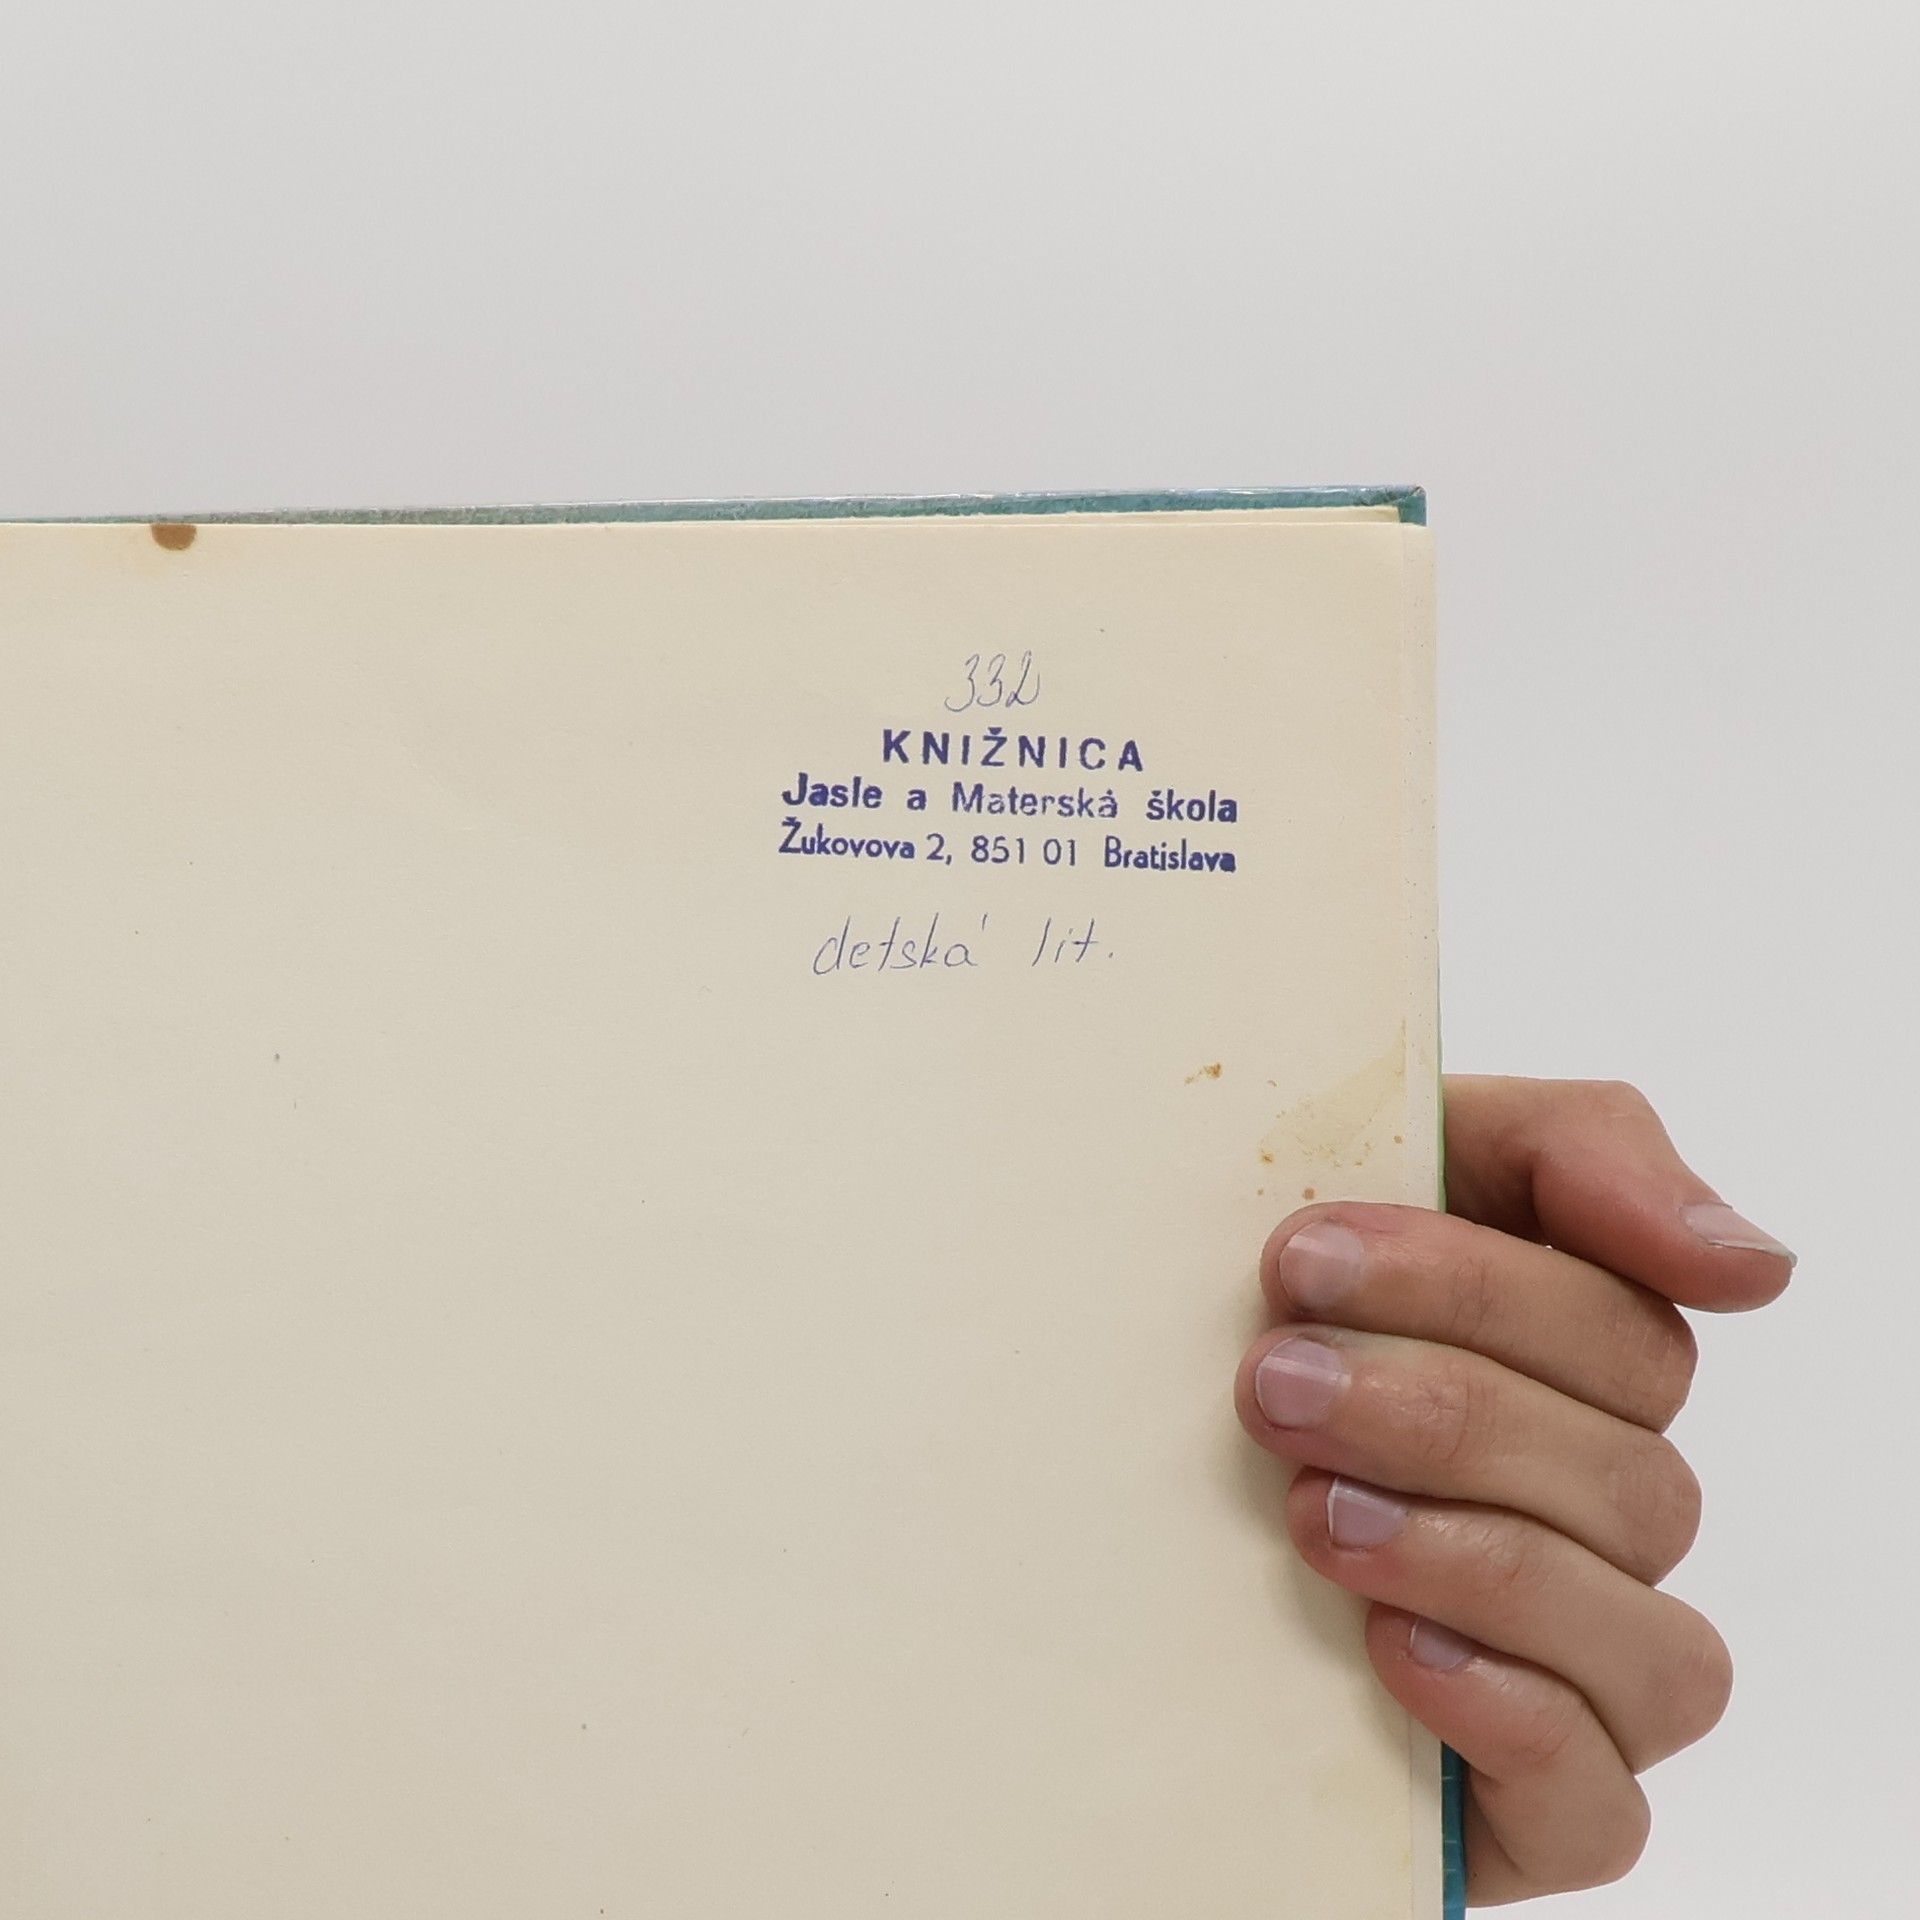 332
KNIŽNICA
Jasle a Materská škola
Žukovova 2, 851 01 Bratislava
detská lit.